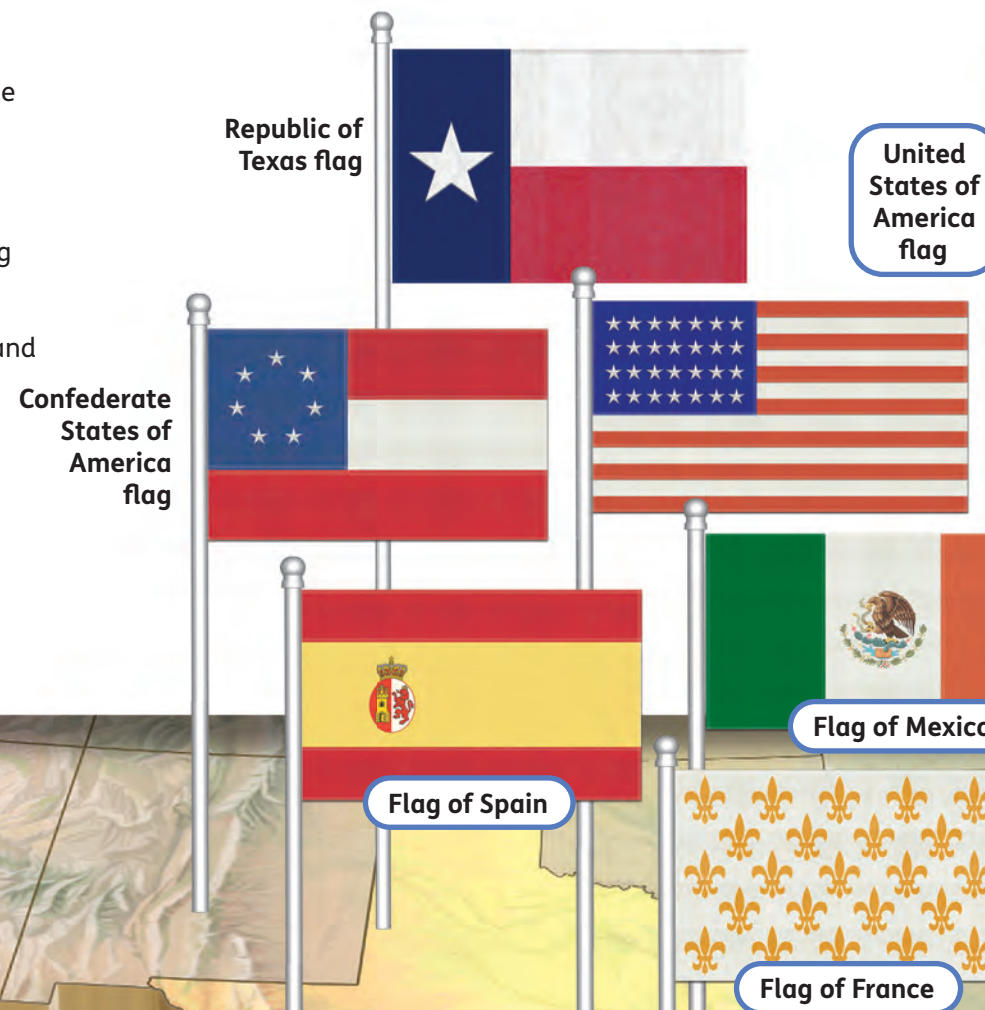 e
Republic of
Texas flag
United
States of
America
flag
g
and
Confederate
States of
America
flag
Flag of Mexico
Flag of Spain
Flag of France